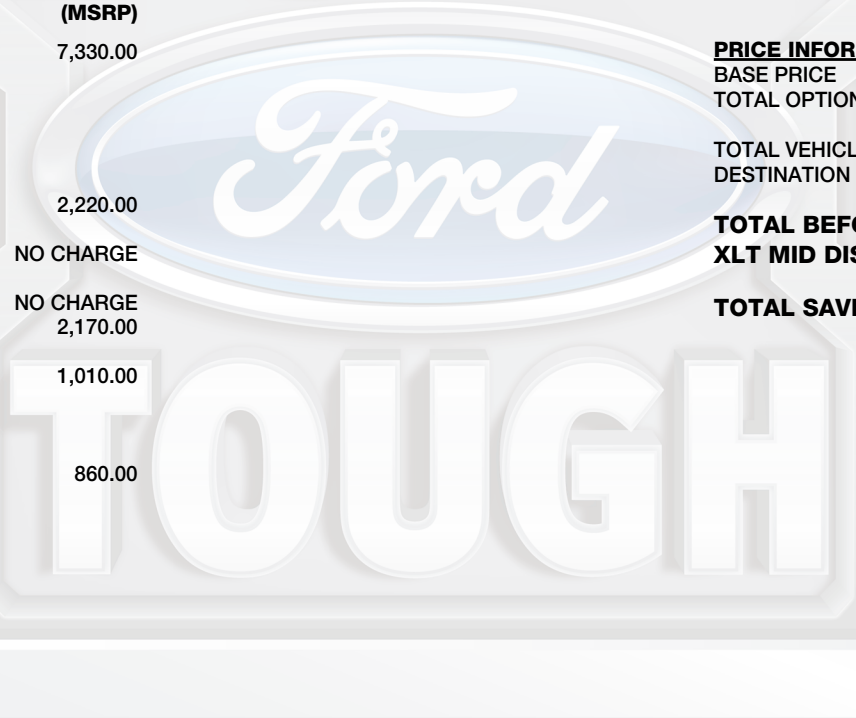 (MSRP)
7,330.00
2,220.00
NO CHARGE
NO CHARGE
2,170.00
1,010.00
860.00
PRICE INFOR
BASE PRICE
TOTAL OPTION
TOTAL VEHICL
DESTINATION
TOTAL BEFO
XLT MID DIS
TOTAL SAVI
Ford
TOUGH